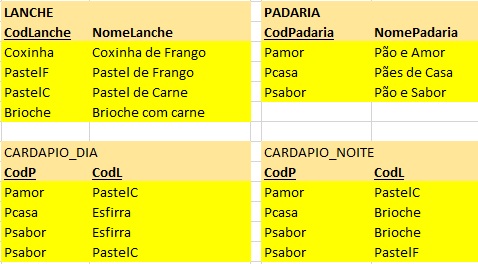 LANCHE
CodLanche NomeLanche
Coxinha Coxinha de Frango
PastelF Pastel de Frango
PastelC Pastel de Carne
Brioche Brioche com carne
PADARIA
CodPadaria NomePadaria
Pamor Pão e Amor
Pcasa Pães de Casa
Psabor Pão e Sabor
CARDAPIO_DIA
CodP CodL
Pamor PastelC
Pcasa Esfirra
Psabor Esfirra
Psabor PastelC
CARDAPIO_NOITE
CodP CodL
Pamor PastelC
Pcasa Brioche
Psabor Brioche
Psabor PastelF